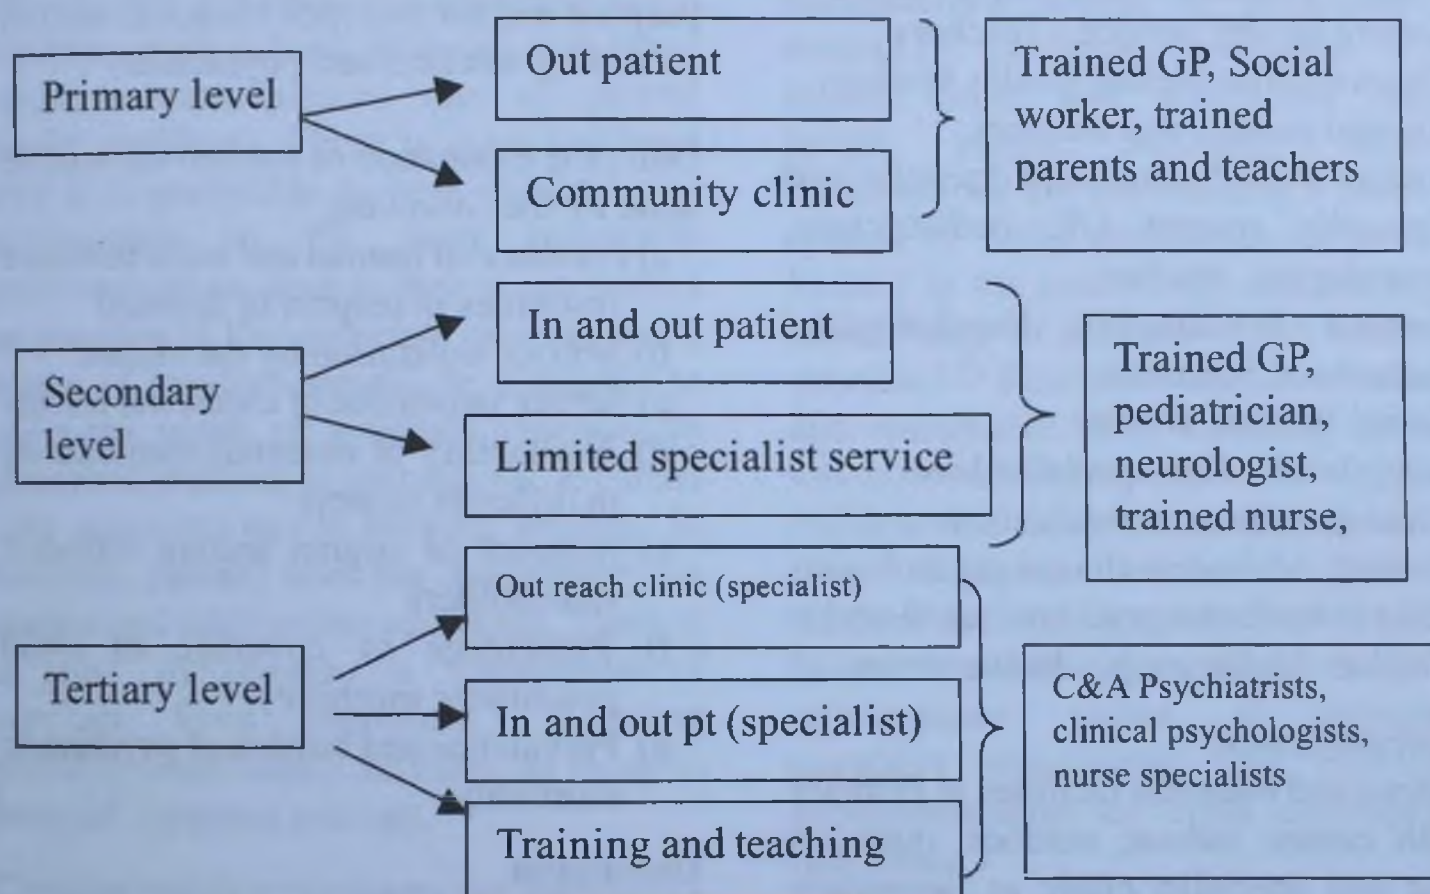 Primary level
Out patient
Community clinic
Trained GP, Social
worker, trained
parents and teachers
Secondary
level
In and out patient
Limited specialist service
Trained GP,
pediatrician,
neurologist,
trained nurse,
Tertiary level
Out reach clinic (specialist)
In and out pt (specialist)
Training and teaching
C&A Psychiatrists,
clinical psychologists,
nurse specialists